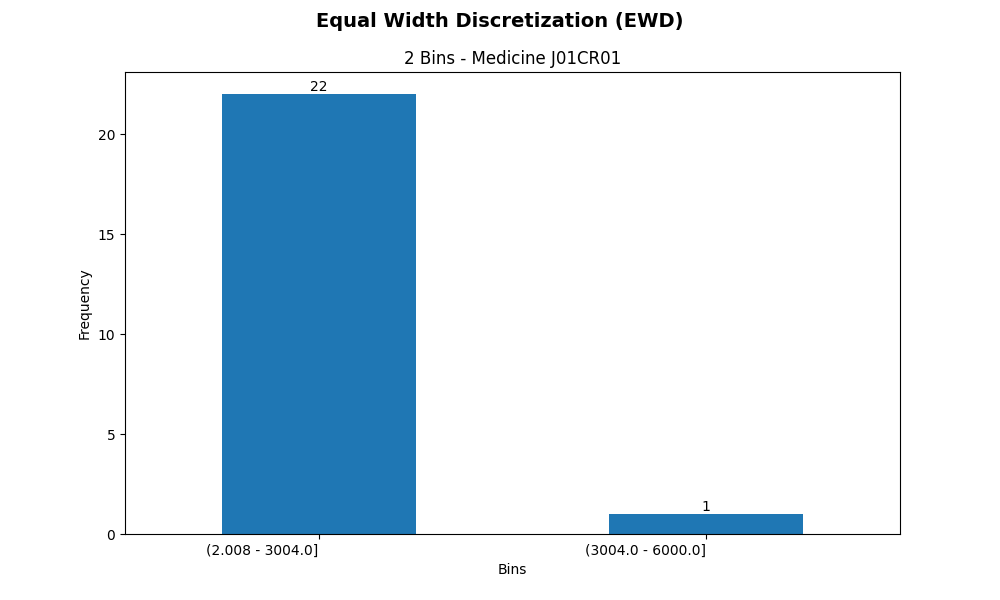 Equal Width Discretization (EWD)
2 Bins - Medicine J01CR01
22
20
15
10
5
0
1
Frequency
(2.008 - 3004.0]
(3004.0 - 6000.0]
Bins